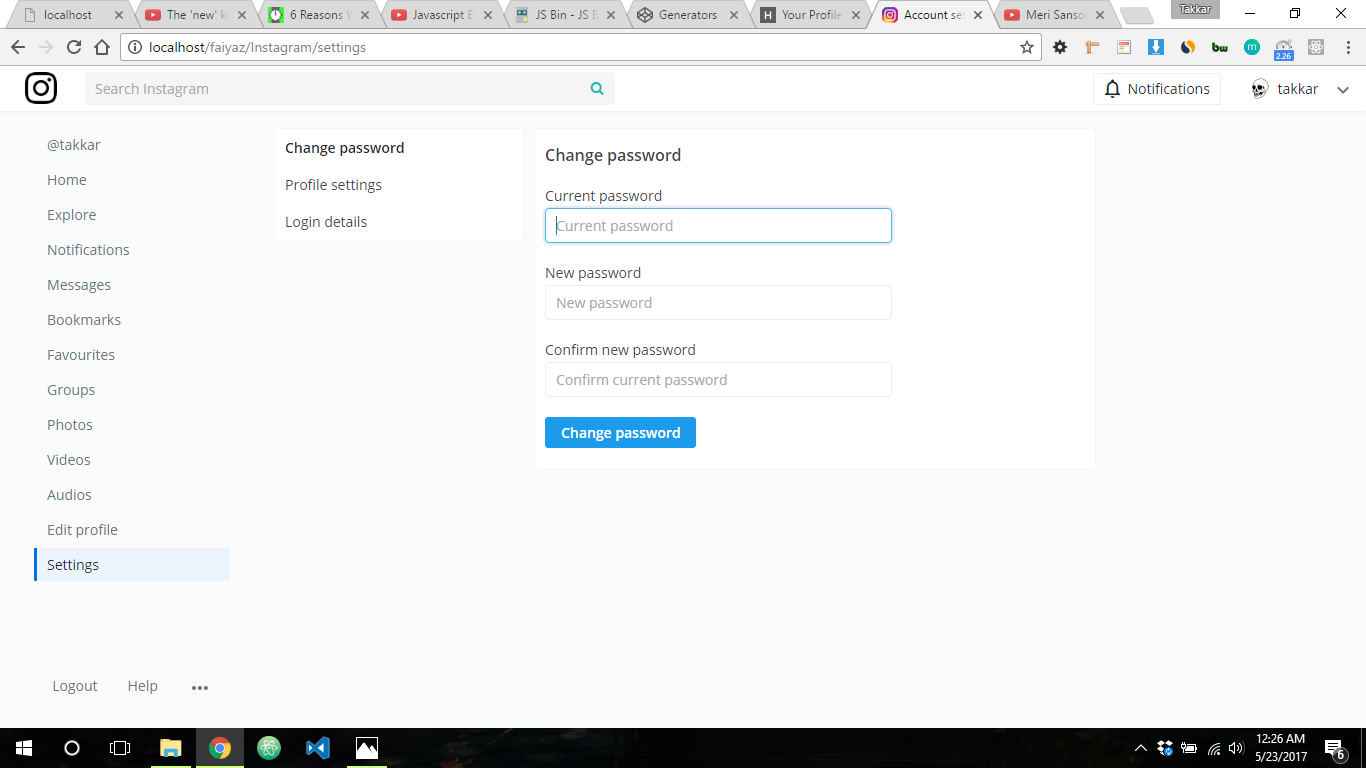 localhost
The 'new' k
6 Reasons V
Javascript E
JS Bin - JS B
Generators
Your Profile
Account se
Meri Sanso
Takkar
localhost/faiyaz/Instagram/settings
bw
m
2.26
Search Instagram
Notifications
takkar
@takkar
Home
Explore
Notifications
Messages
Bookmarks
Favourites
Groups
Photos
Videos
Audios
Edit profile
Settings
Logout
Help
Change password
Profile settings
Login details
Change password
Current password
Current password
New password
New password
Confirm new password
Confirm current password
Change password
12:26 AM
5/23/2017
6